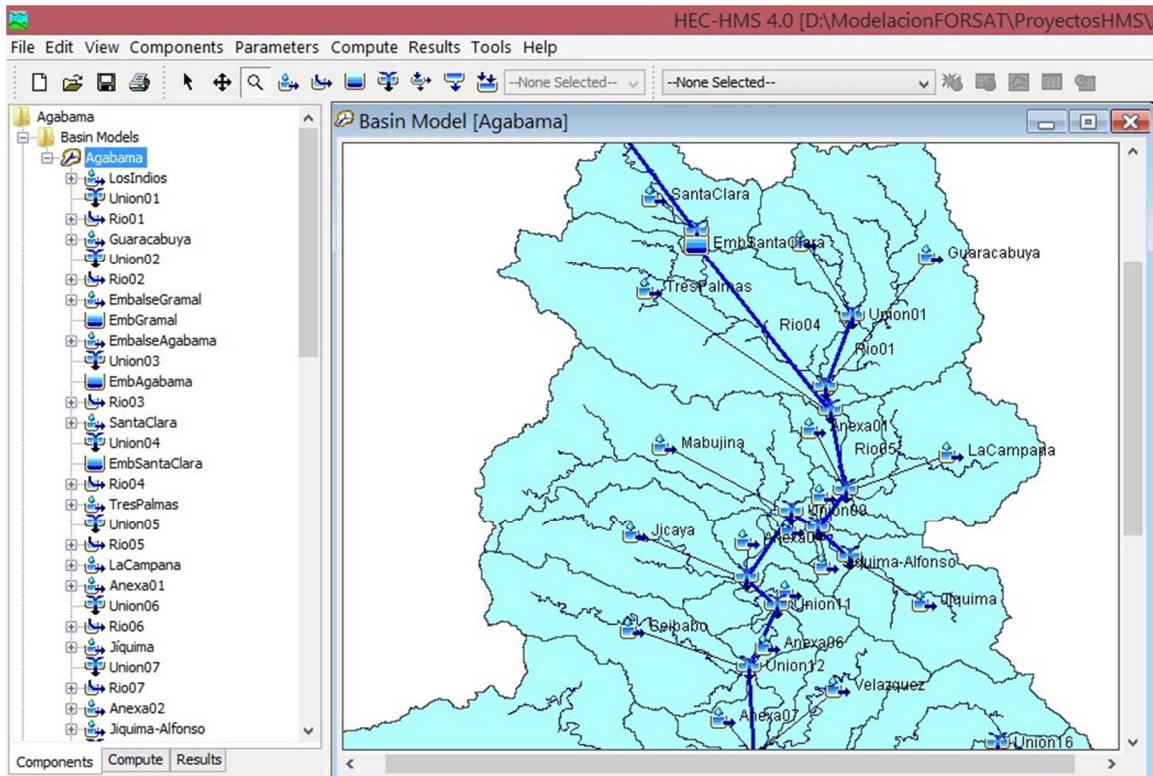 HEC-HMS 4.0 [D:\ModelacionFORSAT\ProyectosHMS\
File Edit View Components Parameters Compute Results Tools Help
--None Selected-- --None Selected--
Agabama
Basin Models
Agabama
LosIndios
Union01
Rio01
Guaracabuya
Union02
Rio02
EmbalseGramal
EmbGramal
EmbalseAgabama
Union03
EmbAgabama
Rio03
SantaClara
Union04
EmbSantaClara
Rio04
TresPalmas
Union05
Rio05
LaCampana
Anexa01
Union06
Rio06
Jíquima
Union07
Rio07
Anexa02
Jiquima-Alfonso
Components Compute Results
Basin Model [Agabama]
SantaClara
EmbSantaClara
Guaracabuya
TresPalmas
Rio04
Union01
Rio01
Anexa01
Mabujina
Rio05
LaCampana
Union09
Jicaya
Jiquima-Alfonso
Jíquima
Union11
Seibabo
Anexa06
Union12
Velazquez
Anexa07
Union16